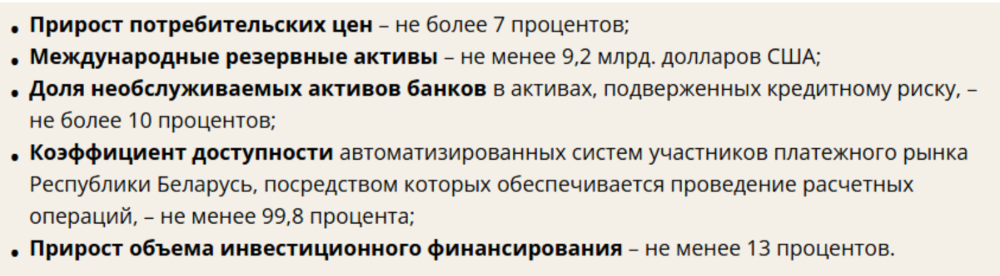 • Прирост потребительских цен – не более 7 процентов;
• Международные резервные активы – не менее 9,2 млрд. долларов США;
• Доля необслуживаемых активов банков в активах, подверженных кредитному риску, –
не более 10 процентов;
• Коэффициент доступности автоматизированных систем участников платежного рынка
Республики Беларусь, посредством которых обеспечивается проведение расчетных
операций, – не менее 99,8 процента;
• Прирост объема инвестиционного финансирования – не менее 13 процентов.